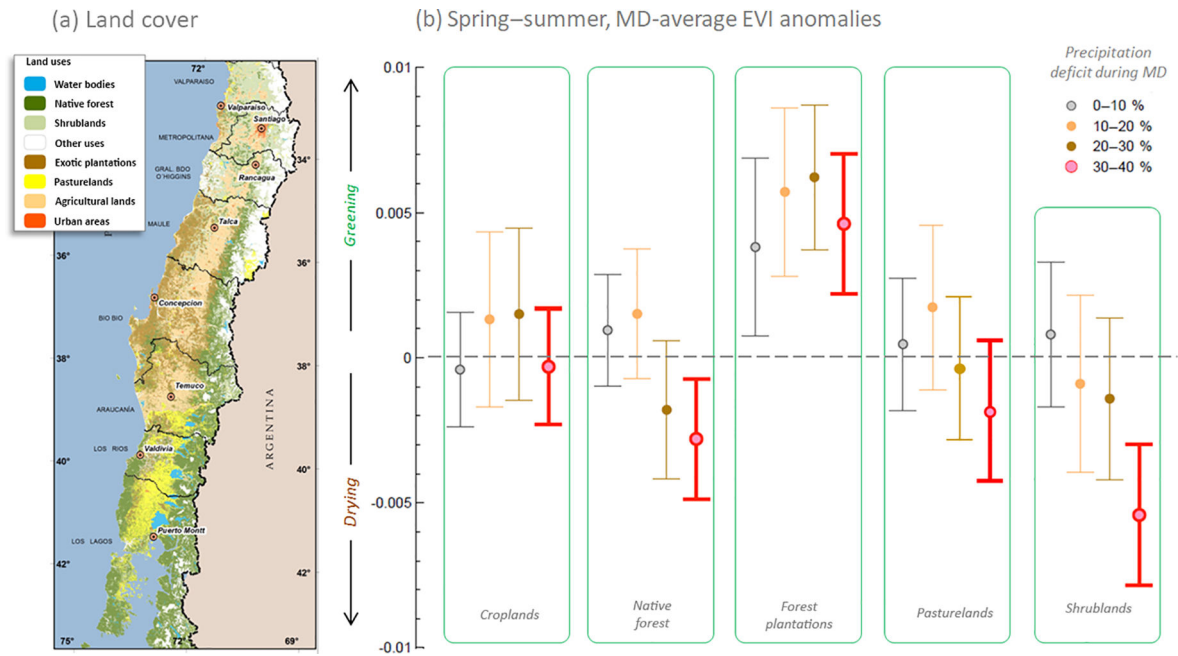 (a) Land cover
(b) Spring–summer, MD-average EVI anomalies
Land uses
Water bodies
Native forest
Shrublands
Other uses
Exotic plantations
Pasturelands
Agricultural lands
Urban areas
72°
VALPARAISO
Valparaiso
Santiago
METROPOLITANA
34°
GRAL. BDO
O´HIGGINS
Rancagua
MAULE
Talca
36°
36°
Concepcion
BIO BIO
38°
38°
Temuco
ARAUCANÍA
ARGENTINA
LOS RIOS
Valdivia
40°
40°
Puerto Montt
LOS LAGOS
42°
42°
75°
72°
69°
Greening
Drying
0.01
0.005
0
-0.005
-0.01
Precipitation
deficit during MD
0–10 %
10–20 %
20–30 %
30–40 %
Croplands
Native
forest
Forest
plantations
Pasturelands
Shrublands